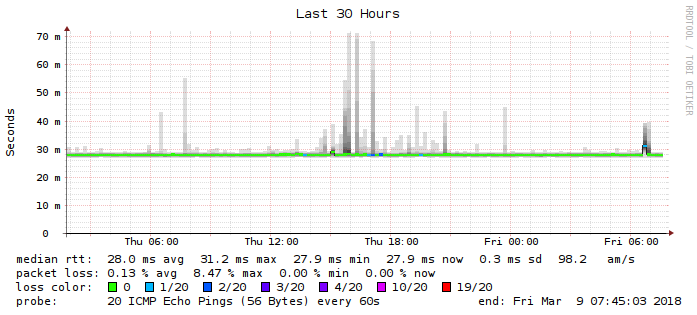 Last 30 Hours
RRDTOOL / TOBI OETIKER
Seconds
70 m
60 m
50 m
40 m
30 m
20 m
10 m
0
Thu 06:00 Thu 12:00 Thu 18:00 Fri 00:00 Fri 06:00
median rtt: 28.0 ms avg 31.2 ms max 27.9 ms min 27.9 ms now 0.3 ms sd 98.2 am/s
packet loss: 0.13 % avg 8.47 % max 0.00 % min 0.00 % now
loss color: 0 1/20 2/20 3/20 4/20 10/20 19/20
probe: 20 ICMP Echo Pings (56 Bytes) every 60s end: Fri Mar 9 07:45:03 2018